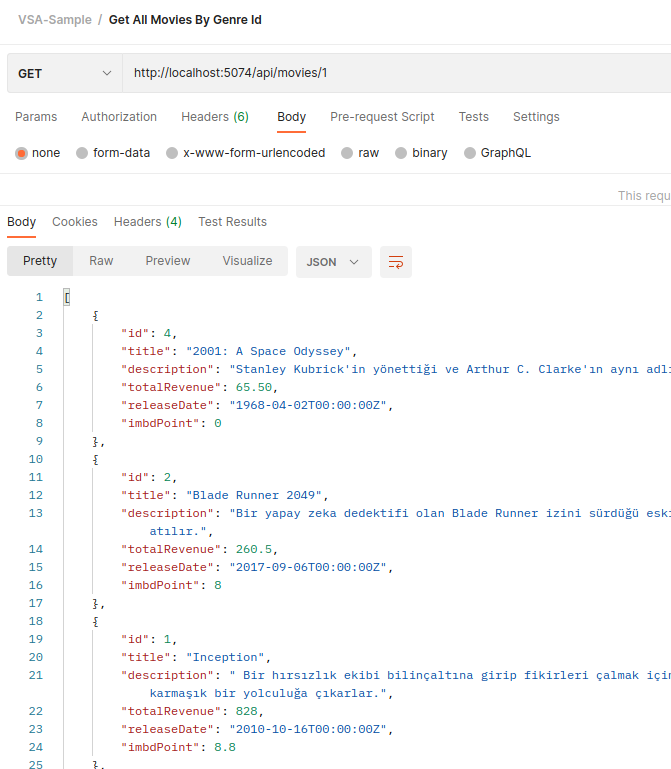 VSA-Sample / Get All Movies By Genre Id
GET http://localhost:5074/api/movies/1
Params Authorization Headers (6) Body Pre-request Script Tests Settings
none form-data x-www-form-urlencoded raw binary GraphQL
This requ
Body Cookies Headers (4) Test Results
Pretty Raw Preview Visualize JSON
1 [
2 {
3 "id": 4,
4 "title": "2001: A Space Odyssey",
5 "description": "Stanley Kubrick'in yönettiği ve Arthur C. Clarke'ın aynı adlı
6 "totalRevenue": 65.50,
7 "releaseDate": "1968-04-02T00:00:00Z",
8 "imbdPoint": 0
9 },
10 {
11 "id": 2,
12 "title": "Blade Runner 2049",
13 "description": "Bir yapay zeka dedektifi olan Blade Runner izini sürdüğü eski
atılır.",
14 "totalRevenue": 260.5,
15 "releaseDate": "2017-09-06T00:00:00Z",
16 "imbdPoint": 8
17 },
18 {
19 "id": 1,
20 "title": "Inception",
21 "description": " Bir hırsızlık ekibi bilinçaltına girip fikirleri çalmak için
karmaşık bir yolculuğa çıkarlar.",
22 "totalRevenue": 828,
23 "releaseDate": "2010-10-16T00:00:00Z",
24 "imbdPoint": 8.8
25 },